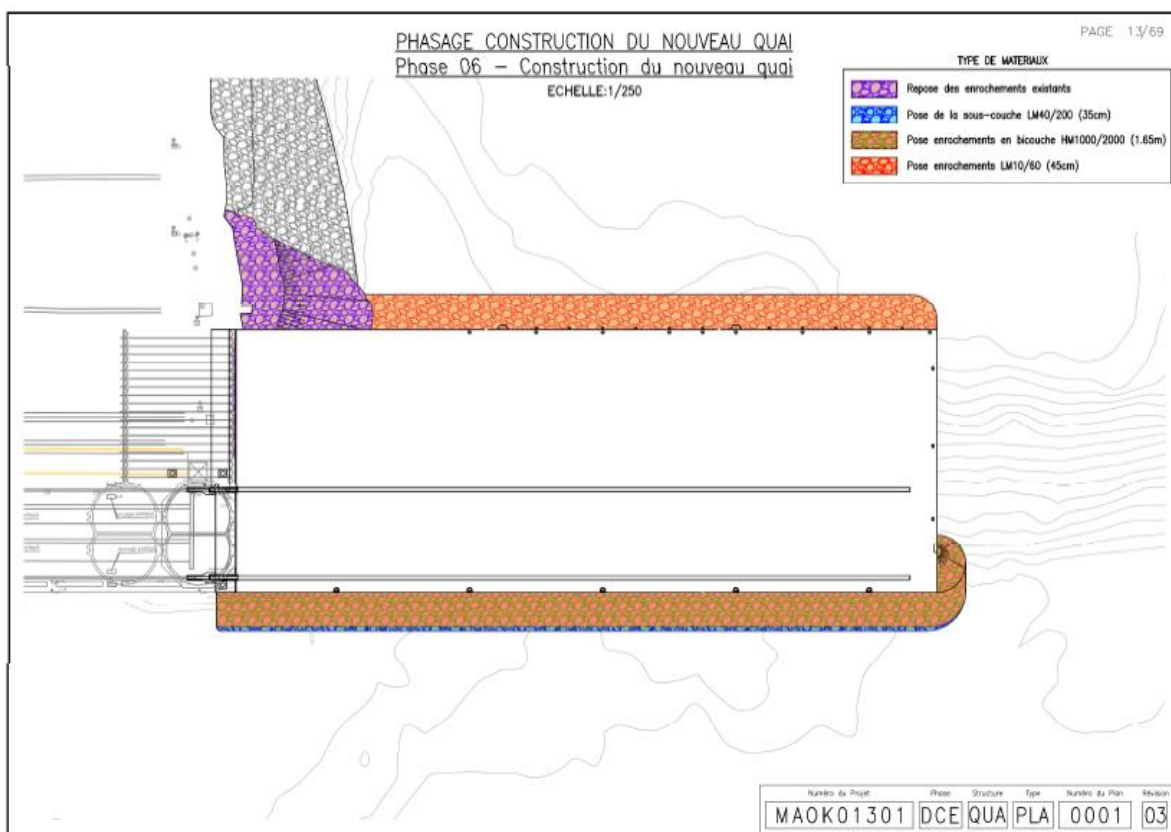 PAGE 13/69
PHASAGE CONSTRUCTION DU NOUVEAU QUAI
Phase 06 – Construction du nouveau quai
ECHELLE:1/250
TYPE DE MATERIAUX
Repose des enrochements existants
Pose de la sous-couche LM40/200 (35cm)
Pose enrochements en bicouche HM1000/2000 (1.65m)
Pose enrochements LM10/60 (45cm)
Numéro du Projet Phase Structure Type Numéro du Plan Révision
MAOK01301 DCE QUA PLA 0001 03